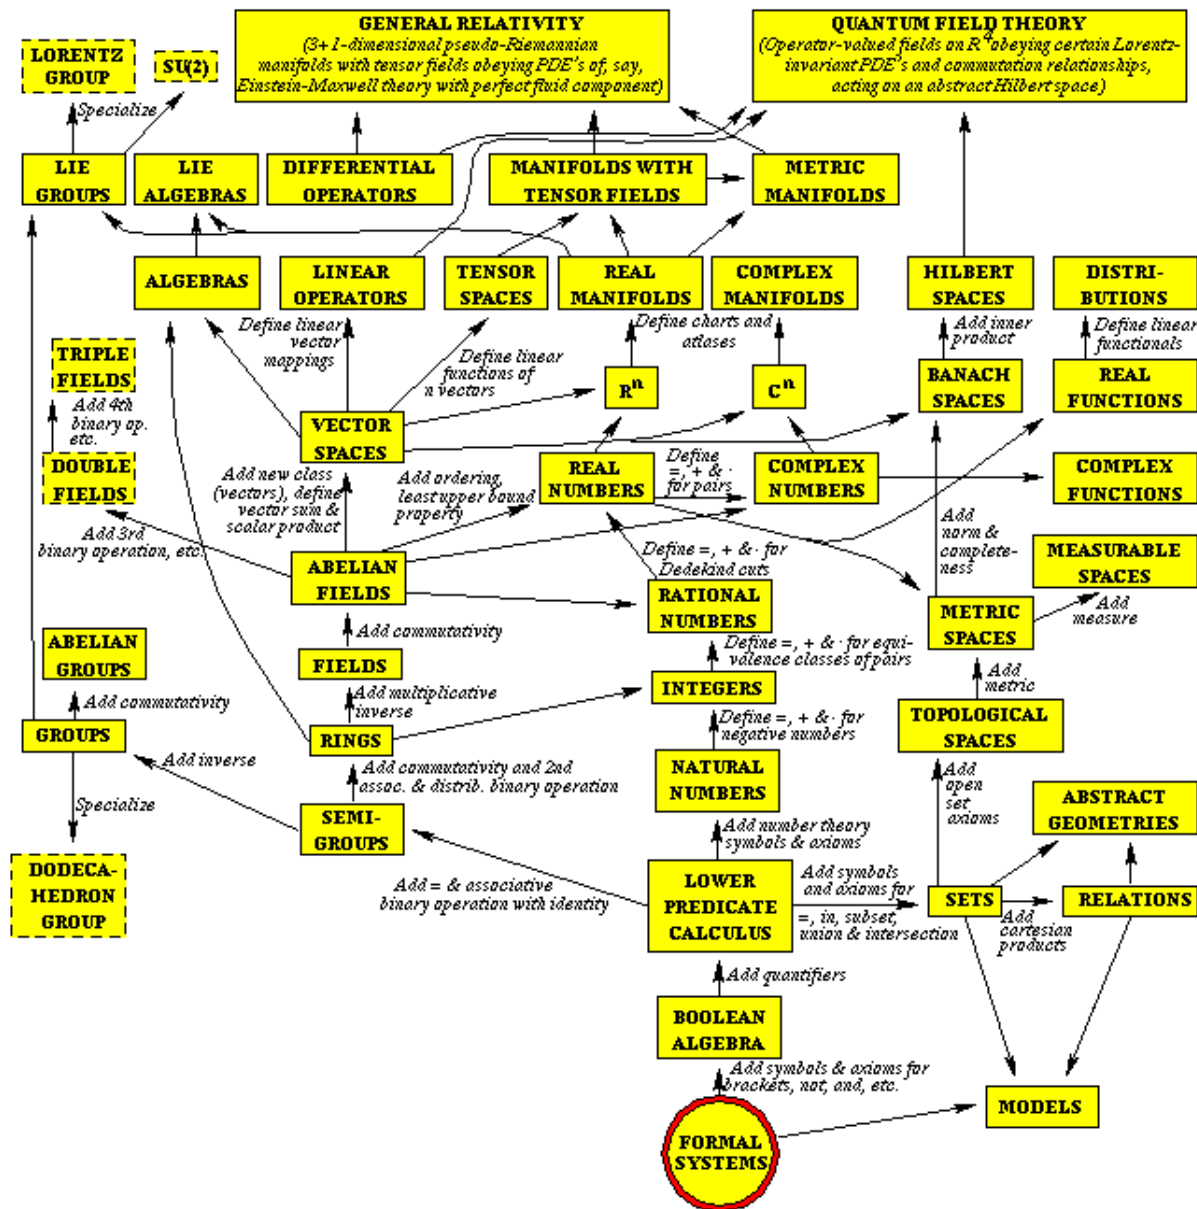 GENERAL RELATIVITY
(3+1-dimensional pseudo-Riemannian
manifolds with tensor fields obeying PDE's of, say,
Einstein-Maxwell theory with perfect fluid component)
QUANTUM FIELD THEORY
(Operator-valued fields on R⁴ obeying certain Lorentz-
invariant PDE's and commutation relationships,
acting on an abstract Hilbert space)
LORENTZ
GROUP
SU(2)
Specialize
LIE
GROUPS
LIE
ALGEBRAS
DIFFERENTIAL
OPERATORS
MANIFOLDS WITH
TENSOR FIELDS
METRIC
MANIFOLDS
ALGEBRAS
LINEAR
OPERATORS
TENSOR
SPACES
REAL
MANIFOLDS
COMPLEX
MANIFOLDS
HILBERT
SPACES
DISTRI-
BUTIONS
Define linear
vector
mappings
Define linear
functions of
n vectors
Define charts and
atlases
Add inner
product
Define linear
functionals
TRIPLE
FIELDS
Add 4th
binary op.
etc.
DOUBLE
FIELDS
VECTOR
SPACES
Rⁿ
Cⁿ
BANACH
SPACES
REAL
FUNCTIONS
Add new class
(vectors), define
vector sum &
scalar product
Add ordering,
least upper bound
property
REAL
NUMBERS
Define
=, + & ·
for pairs
COMPLEX
NUMBERS
COMPLEX
FUNCTIONS
Add 3rd
binary operation, etc.
ABELIAN
FIELDS
Define =, + & · for
Dedekind cuts
Add
norm &
complete-
ness
MEASURABLE
SPACES
RATIONAL
NUMBERS
METRIC
SPACES
Add
measure
ABELIAN
GROUPS
Add commutativity
FIELDS
Define =, + & · for equi-
valence classes of pairs
Add
metric
Add commutativity
Add multiplicative
inverse
INTEGERS
GROUPS
RINGS
Define =, + & · for
negative numbers
TOPOLOGICAL
SPACES
Add inverse
Add commutativity and 2nd
assoc. & distrib. binary operation
NATURAL
NUMBERS
Add
open
set
axioms
Specialize
SEMI-
GROUPS
Add number theory
symbols & axioms
ABSTRACT
GEOMETRIES
DODECA-
HEDRON
GROUP
Add = & associative
binary operation with identity
LOWER
PREDICATE
CALCULUS
Add symbols
and axioms for
=, in, subset,
union & intersection
SETS
Add
cartesian
products
RELATIONS
Add quantifiers
BOOLEAN
ALGEBRA
Add symbols & axioms for
brackets, not, and, etc.
MODELS
FORMAL
SYSTEMS